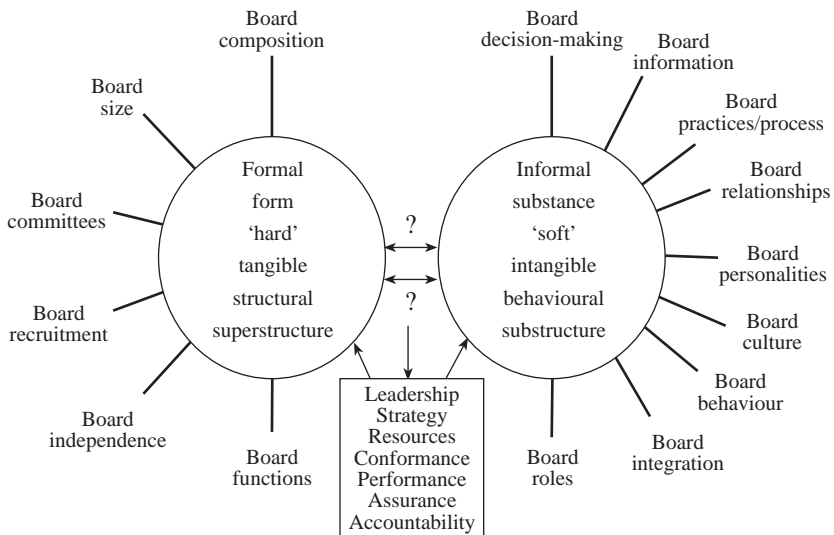 Board
composition
Board
size
Board
committees
Board
recruitment
Board
independence
Board
functions
Formal
form
‘hard’
tangible
structural
superstructure
?
?
Leadership
Strategy
Resources
Conformance
Performance
Assurance
Accountability
Informal
substance
‘soft’
intangible
behavioural
substructure
Board
decision-making
Board
information
Board
practices/process
Board
relationships
Board
personalities
Board
culture
Board
behaviour
Board
integration
Board
roles